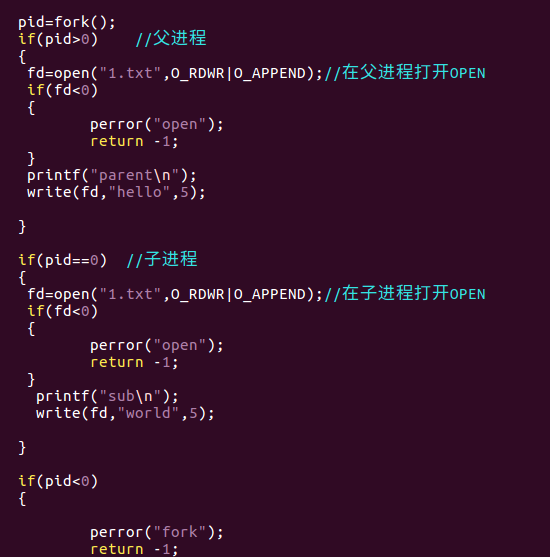 pid=fork();
if(pid>0)    //父进程
{
 fd=open("1.txt",O_RDWR|O_APPEND);//在父进程打开OPEN
 if(fd<0)
 {
        perror("open");
        return -1;
 }
 printf("parent\n");
 write(fd,"hello",5);
}
if(pid==0)  //子进程
{
 fd=open("1.txt",O_RDWR|O_APPEND);//在子进程打开OPEN
 if(fd<0)
 {
        perror("open");
        return -1;
 }
  printf("sub\n");
  write(fd,"world",5);
}
if(pid<0)
{
        perror("fork");
        return -1;